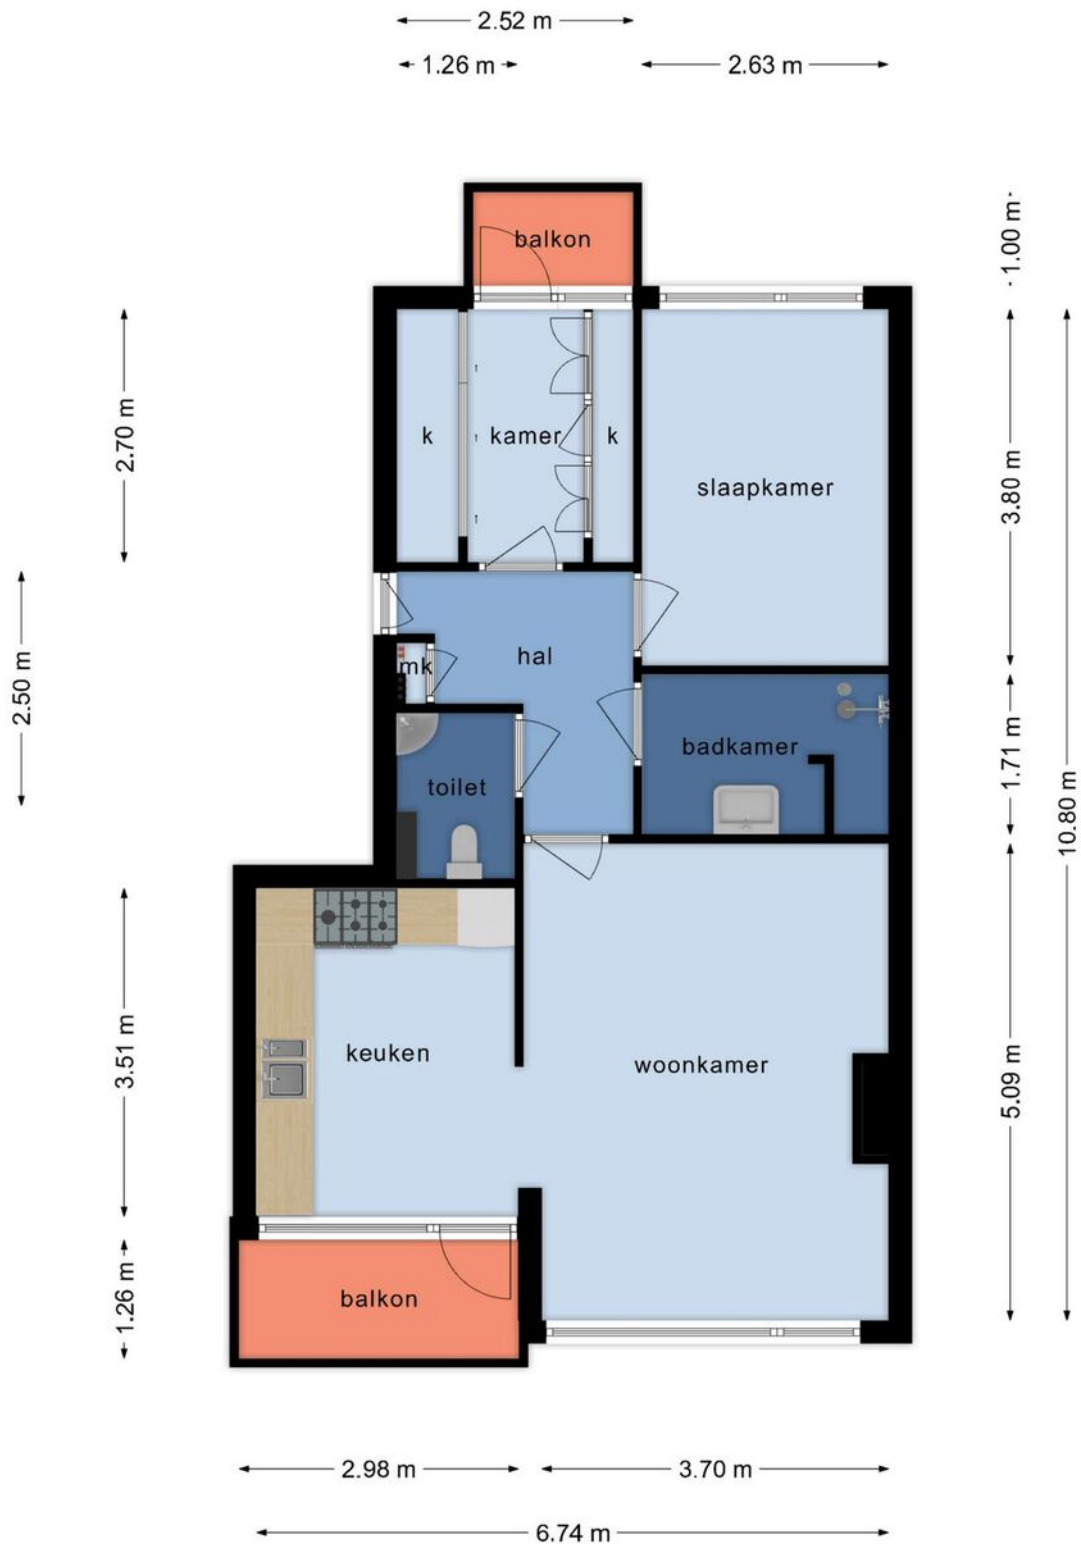 2.52 m
1.26 m
2.63 m
balkon
1.00 m
k
kamer
k
2.70 m
slaapkamer
3.80 m
hal
mk
2.50 m
badkamer
1.71 m
toilet
10.80 m
keuken
woonkamer
3.51 m
5.09 m
balkon
1.26 m
2.98 m
3.70 m
6.74 m